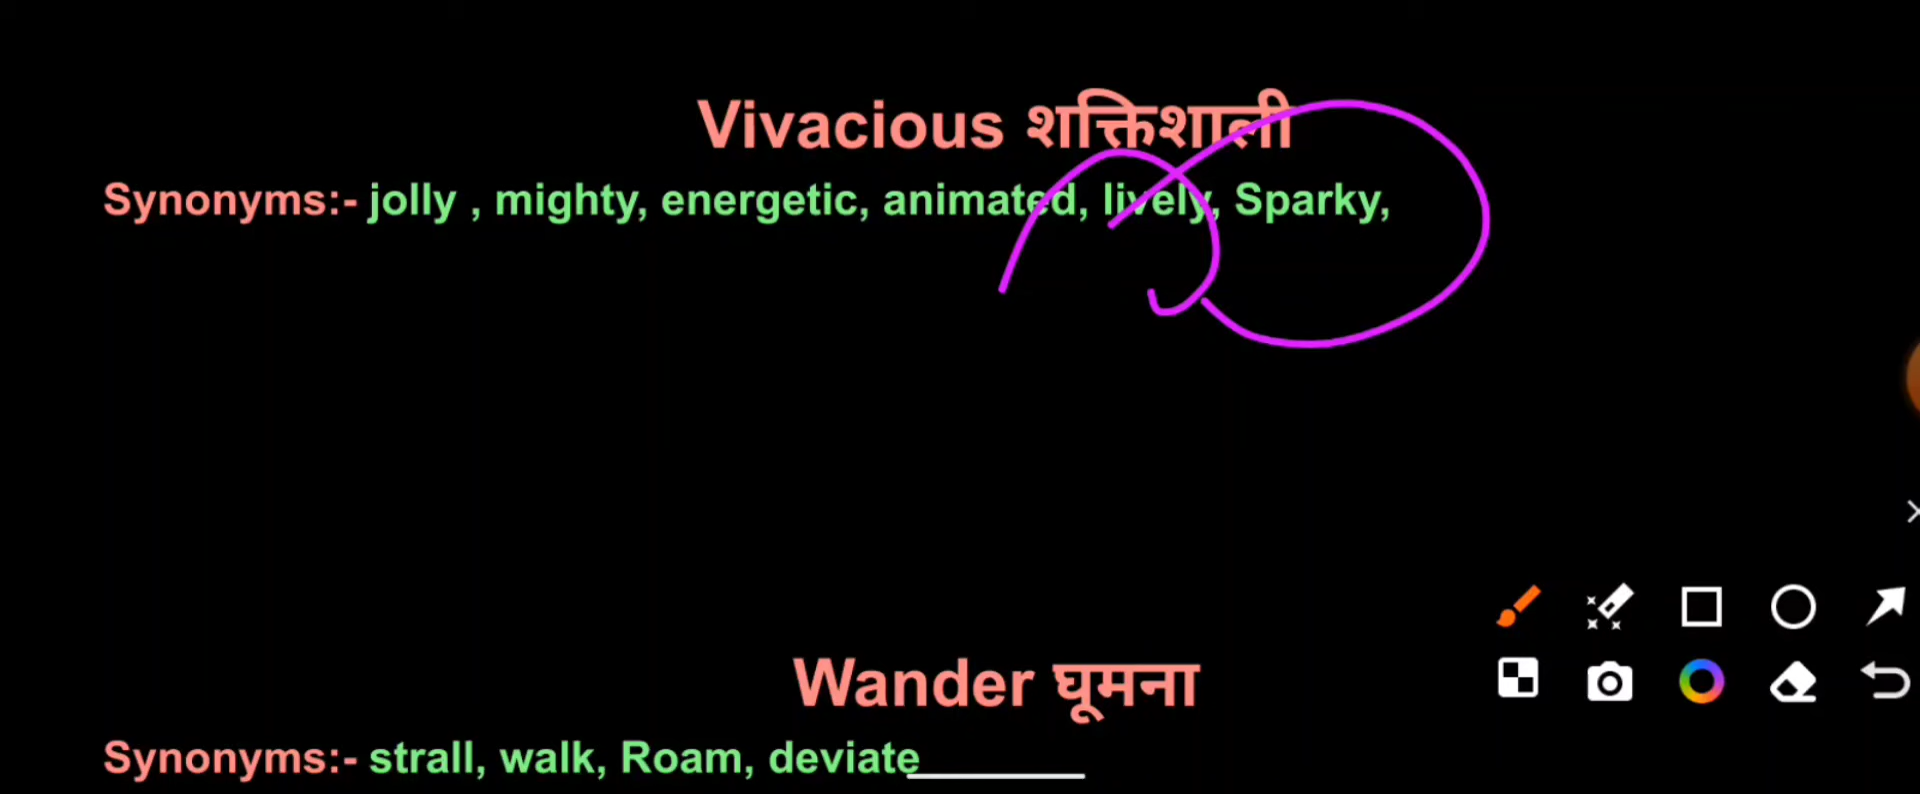 Vivacious शक्तिशाली
Synonyms:- jolly , mighty, energetic, animated, lively, Sparky,
Wander घूमना
Synonyms:- strall, walk, Roam, deviate